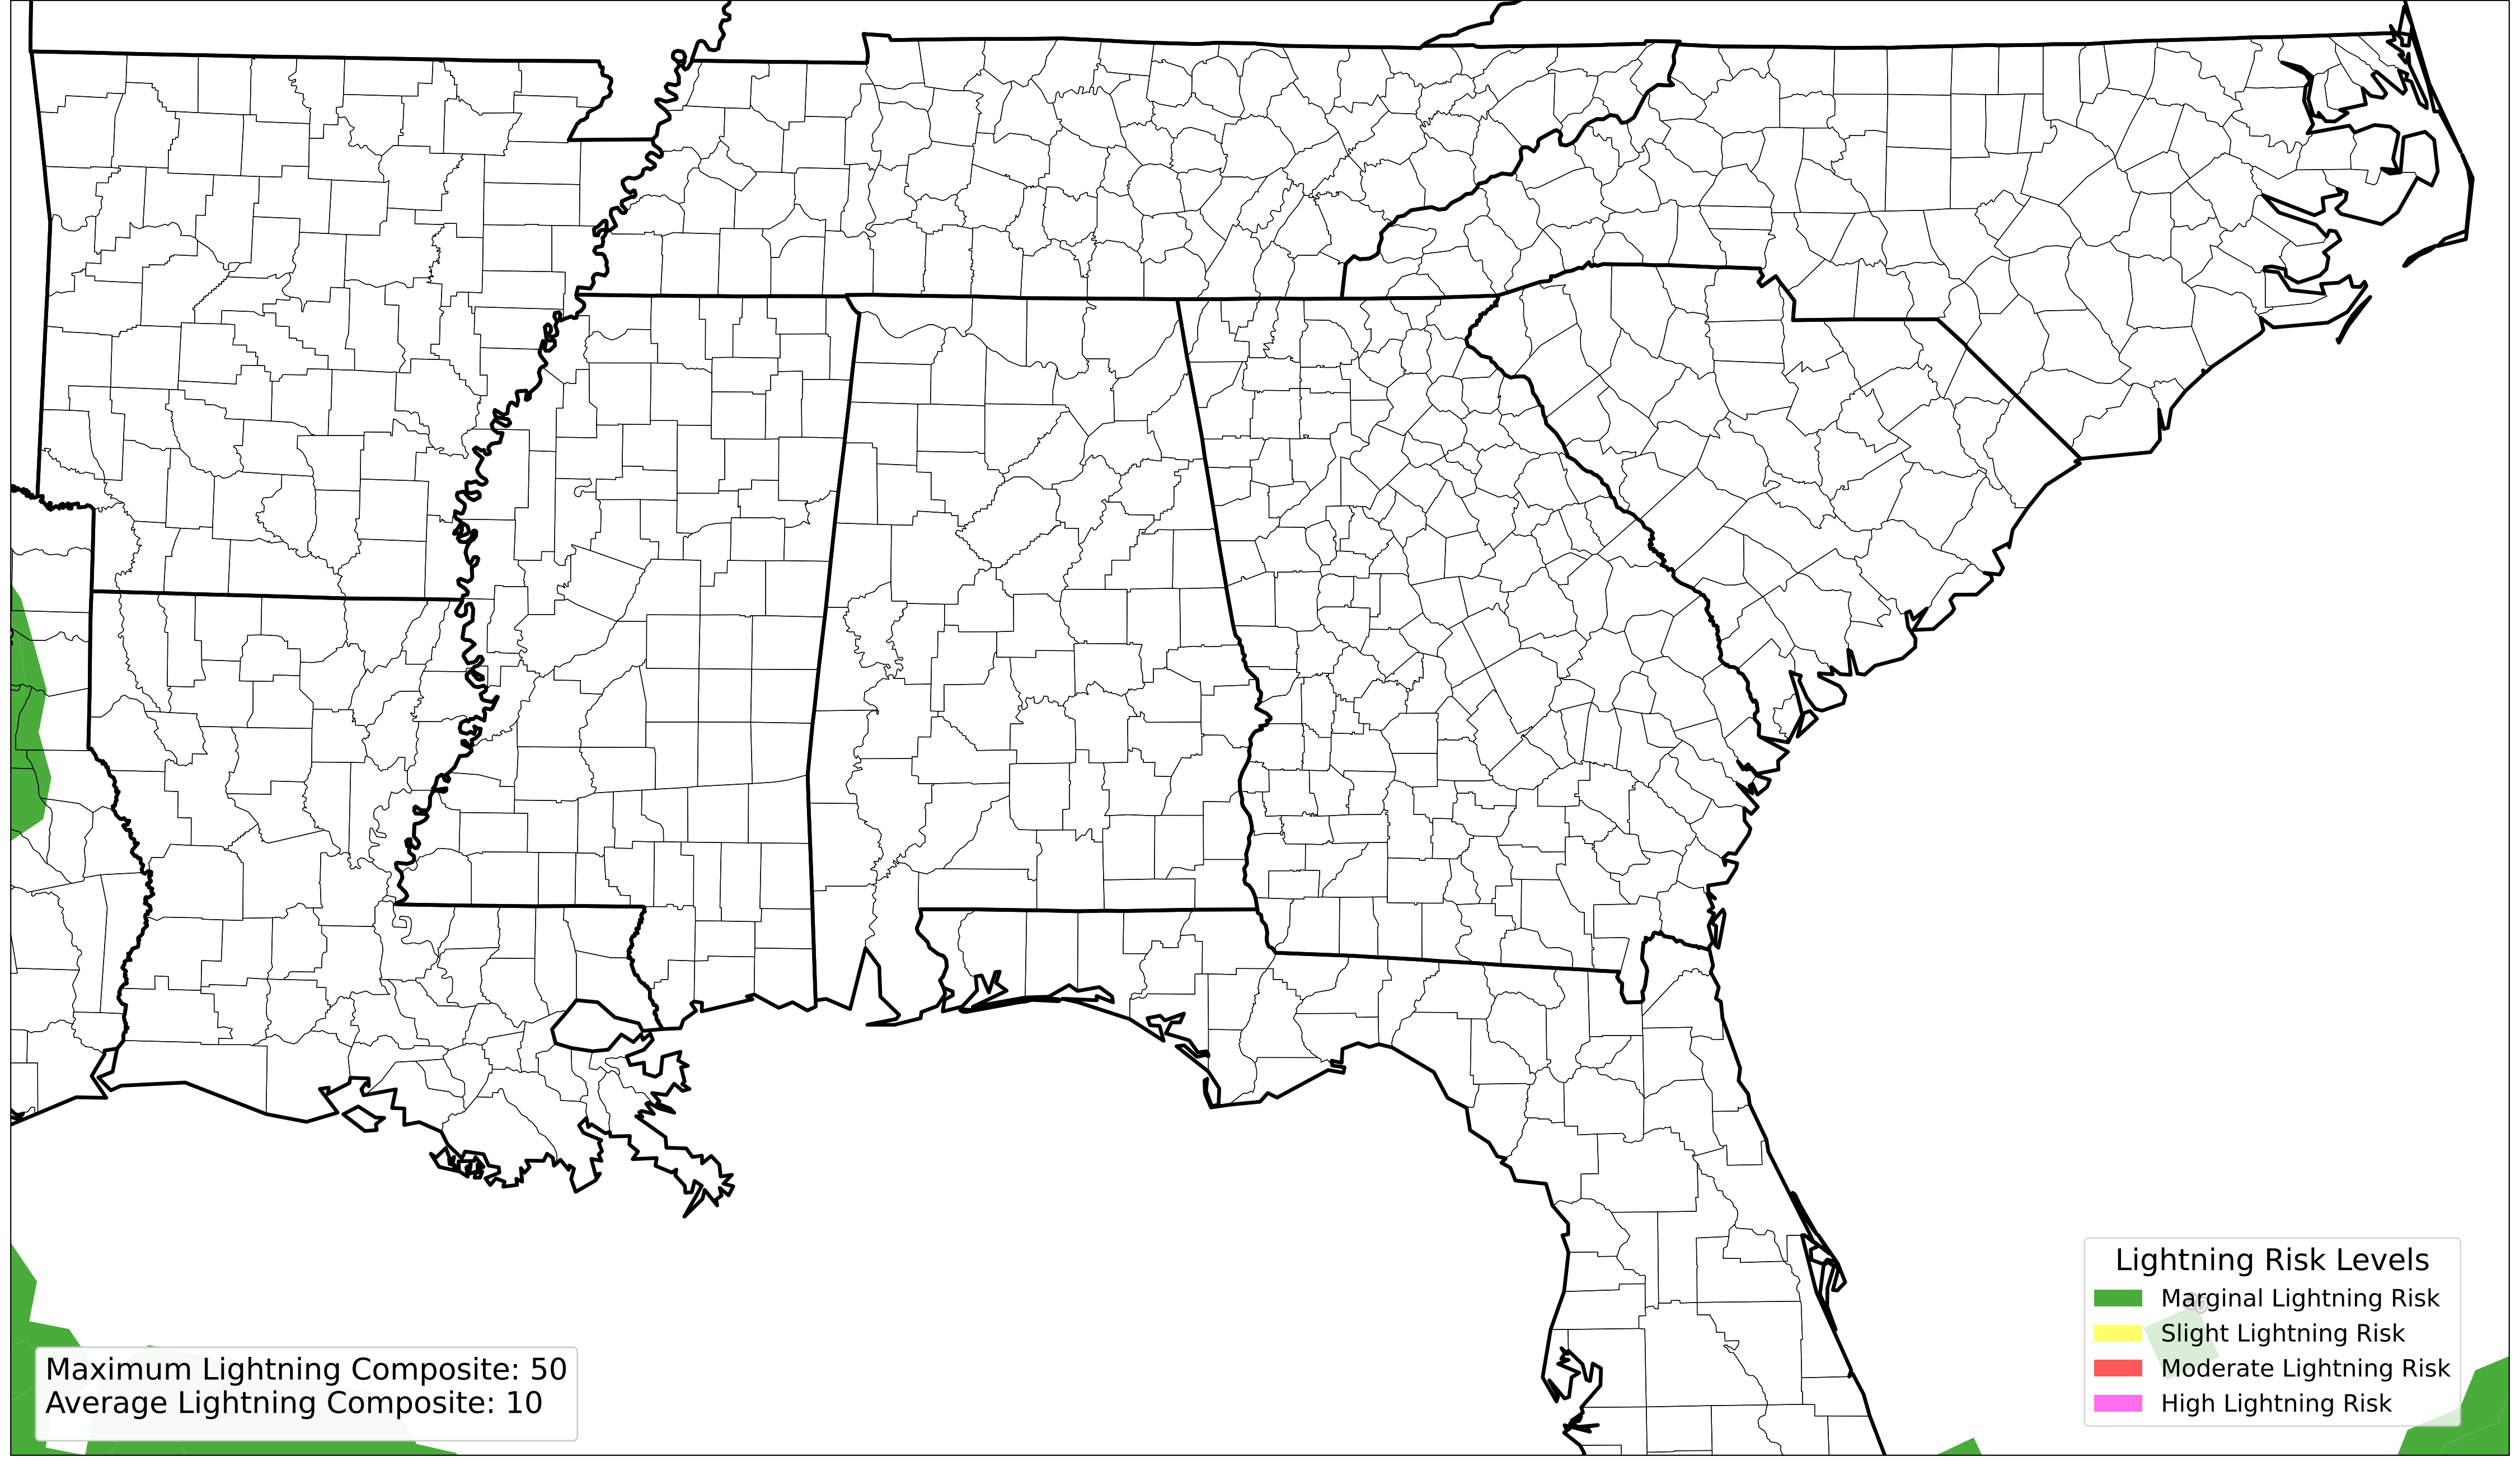 Maximum Lightning Composite: 50
Average Lightning Composite: 10
Lightning Risk Levels
Marginal Lightning Risk
Slight Lightning Risk
Moderate Lightning Risk
High Lightning Risk